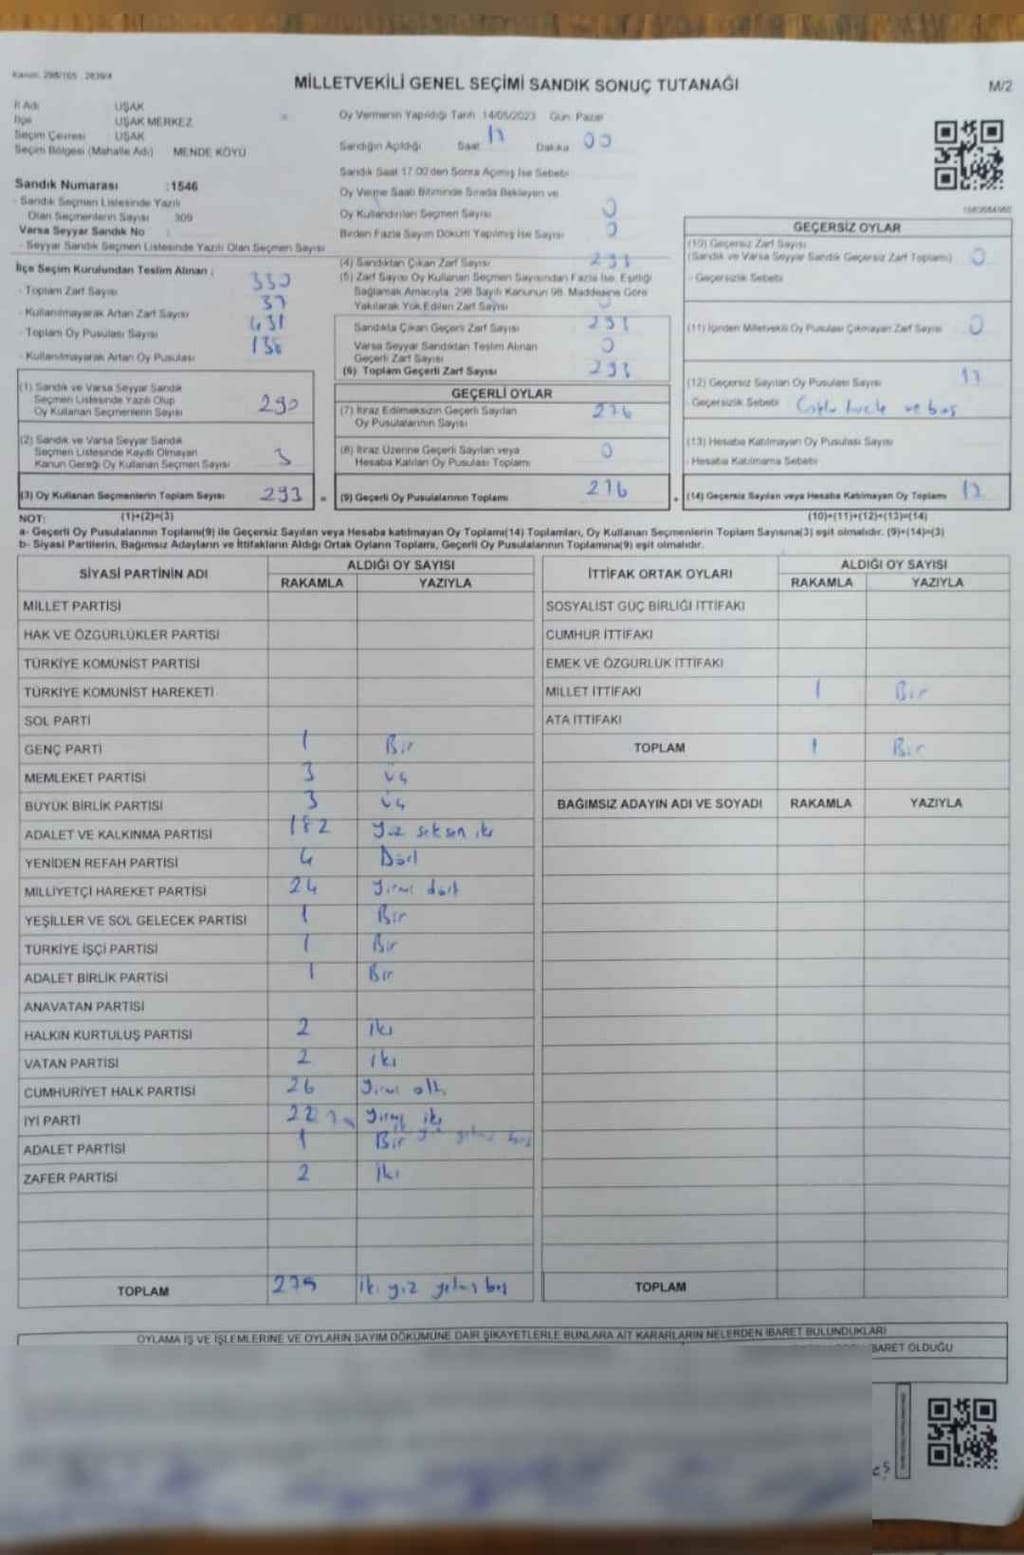 Kanun: 298/105 - 2839/4
MİLLETVEKİLİ GENEL SEÇİMİ SANDIK SONUÇ TUTANAĞI
M/2
İl Adı UŞAK
İlçe UŞAK MERKEZ
Seçim Çevresi UŞAK
Seçim Bölgesi (Mahalle Adı) MENDE KÖYÜ
Sandık Numarası :1546
- Sandık Seçmen Listesinde Yazılı
Olan Seçmenlerin Sayısı 309
Varsa Seyyar Sandık No :
- Seyyar Sandık Seçmen Listesinde Yazılı Olan Seçmen Sayısı
İlçe Seçim Kurulundan Teslim Alınan ;
- Toplam Zarf Sayısı 330
- Kullanılmayarak Artan Zarf Sayısı 37
- Toplam Oy Pusulası Sayısı 431
- Kullanılmayarak Artan Oy Pusulası 138
Oy Vermenin Yapıldığı Tarih 14/05/2023 Gün: Pazar
Sandığın Açıldığı Saat Dakika 00
Sandık Saat 17:00'den Sonra Açılmış İse Sebebi
Oy Verme Saati Bitiminde Sırada Bekleyen ve
Oy Kullandırılan Seçmen Sayısı 0
Birden Fazla Sayım Döküm Yapılmış İse Sayısı 0
(4) Sandıktan Çıkan Zarf Sayısı 293
(5) Zarf Sayısı Oy Kullanan Seçmen Sayısından Fazla İse, Eşitliği
Sağlamak Amacıyla, 298 Sayılı Kanunun 98. Maddesine Göre
Yakılarak Yok Edilen Zarf Sayısı
Sandıkta Çıkan Geçerli Zarf Sayısı 293
Varsa Seyyar Sandıktan Teslim Alınan
Geçerli Zarf Sayısı 0
(6) Toplam Geçerli Zarf Sayısı 293
GEÇERSİZ OYLAR
(10) Geçersiz Zarf Sayısı
(Sandık ve Varsa Seyyar Sandık Geçersiz Zarf Toplamı) 0
- Geçersizlik Sebebi
(11) İçinden Milletvekili Oy Pusulası Çıkmayan Zarf Sayısı 0
(12) Geçersiz Sayılan Oy Pusulası Sayısı 17
- Geçersizlik Sebebi ve boş
(13) Hesaba Katılmayan Oy Pusulası Sayısı
- Hesaba Katılmama Sebebi
(14) Geçersiz Sayılan veya Hesaba Katılmayan Oy Toplamı 17
(10)+(11)+(12)+(13)=(14)
(1) Sandık ve Varsa Seyyar Sandık
Seçmen Listesinde Yazılı Olup
Oy Kullanan Seçmenlerin Sayısı 290
(2) Sandık ve Varsa Seyyar Sandık
Seçmen Listesinde Kayıtlı Olmayan
Kanun Gereği Oy Kullanan Seçmen Sayısı 3
(3) Oy Kullanan Seçmenlerin Toplam Sayısı 293 =
(1)+(2)=(3)
GEÇERLİ OYLAR
(7) İtiraz Edilmeksizin Geçerli Sayılan
Oy Pusulalarının Sayısı 276
(8) İtiraz Üzerine Geçerli Sayılan veya
Hesaba Katılan Oy Pusulası Toplamı 0
(9) Geçerli Oy Pusulalarının Toplamı 276 +
NOT:
a- Geçerli Oy Pusulalarının Toplamı(9) ile Geçersiz Sayılan veya Hesaba katılmayan Oy Toplamı(14) Toplamları, Oy Kullanan Seçmenlerin Toplam Sayısına(3) eşit olmalıdır. (9)+(14)=(3)
b- Siyasi Partilerin, Bağımsız Adayların ve İttifakların Aldığı Ortak Oyların Toplamı, Geçerli Oy Pusulalarının Toplamına(9) eşit olmalıdır.
SİYASİ PARTİNİN ADI ALDIĞI OY SAYISI
RAKAMLA YAZIYLA
MİLLET PARTİSİ
HAK VE ÖZGÜRLÜKLER PARTİSİ
TÜRKİYE KOMÜNİST PARTİSİ
TÜRKİYE KOMÜNİST HAREKETİ
SOL PARTİ
GENÇ PARTİ 1 Bir
MEMLEKET PARTİSİ 3 üç
BÜYÜK BİRLİK PARTİSİ 3 üç
ADALET VE KALKINMA PARTİSİ 182 Yüz seksen iki
YENİDEN REFAH PARTİSİ 4 Dört
MİLLİYETÇİ HAREKET PARTİSİ 24 Yirmi dört
YEŞİLLER VE SOL GELECEK PARTİSİ 1 Bir
TÜRKİYE İŞÇİ PARTİSİ 1 Bir
ADALET BİRLİK PARTİSİ 1 Bir
ANAVATAN PARTİSİ
HALKIN KURTULUŞ PARTİSİ 2 iki
VATAN PARTİSİ 2 iki
CUMHURİYET HALK PARTİSİ 26 Yirmi altı
İYİ PARTİ 22 Yirmi iki
ADALET PARTİSİ 1 Bir
ZAFER PARTİSİ 2 İki
TOPLAM 275 iki yüz yetmiş beş
İTTİFAK ORTAK OYLARI ALDIĞI OY SAYISI
RAKAMLA YAZIYLA
SOSYALİST GÜÇ BİRLİĞİ İTTİFAKI
CUMHUR İTTİFAKI
EMEK VE ÖZGÜRLÜK İTTİFAKI
MİLLET İTTİFAKI 1 Bir
ATA İTTİFAKI
TOPLAM 1 Bir
BAĞIMSIZ ADAYIN ADI VE SOYADI RAKAMLA YAZIYLA
TOPLAM
OYLAMA İŞ VE İŞLEMLERİNE VE OYLARIN SAYIM DÖKÜMÜNE DAİR ŞİKAYETLERLE BUNLARA AİT KARARLARIN NELERDEN İBARET BULUNDUKLARI
BARET OLDUĞU